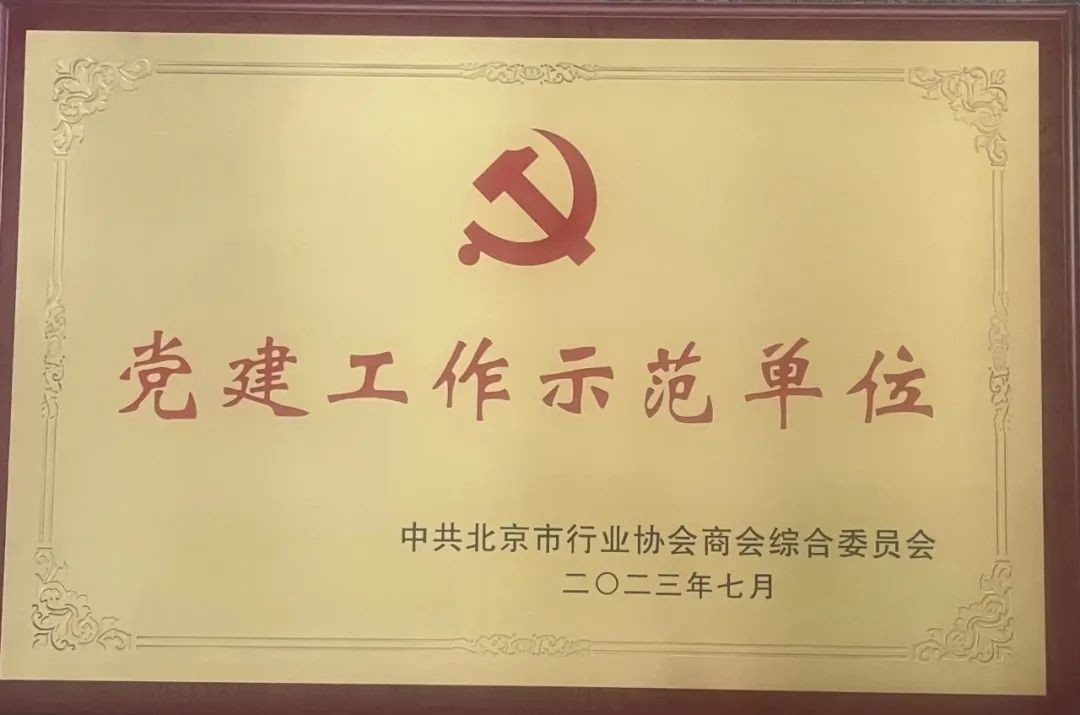 党建工作示范单位
中共北京市行业协会商会综合委员会
二〇二三年七月